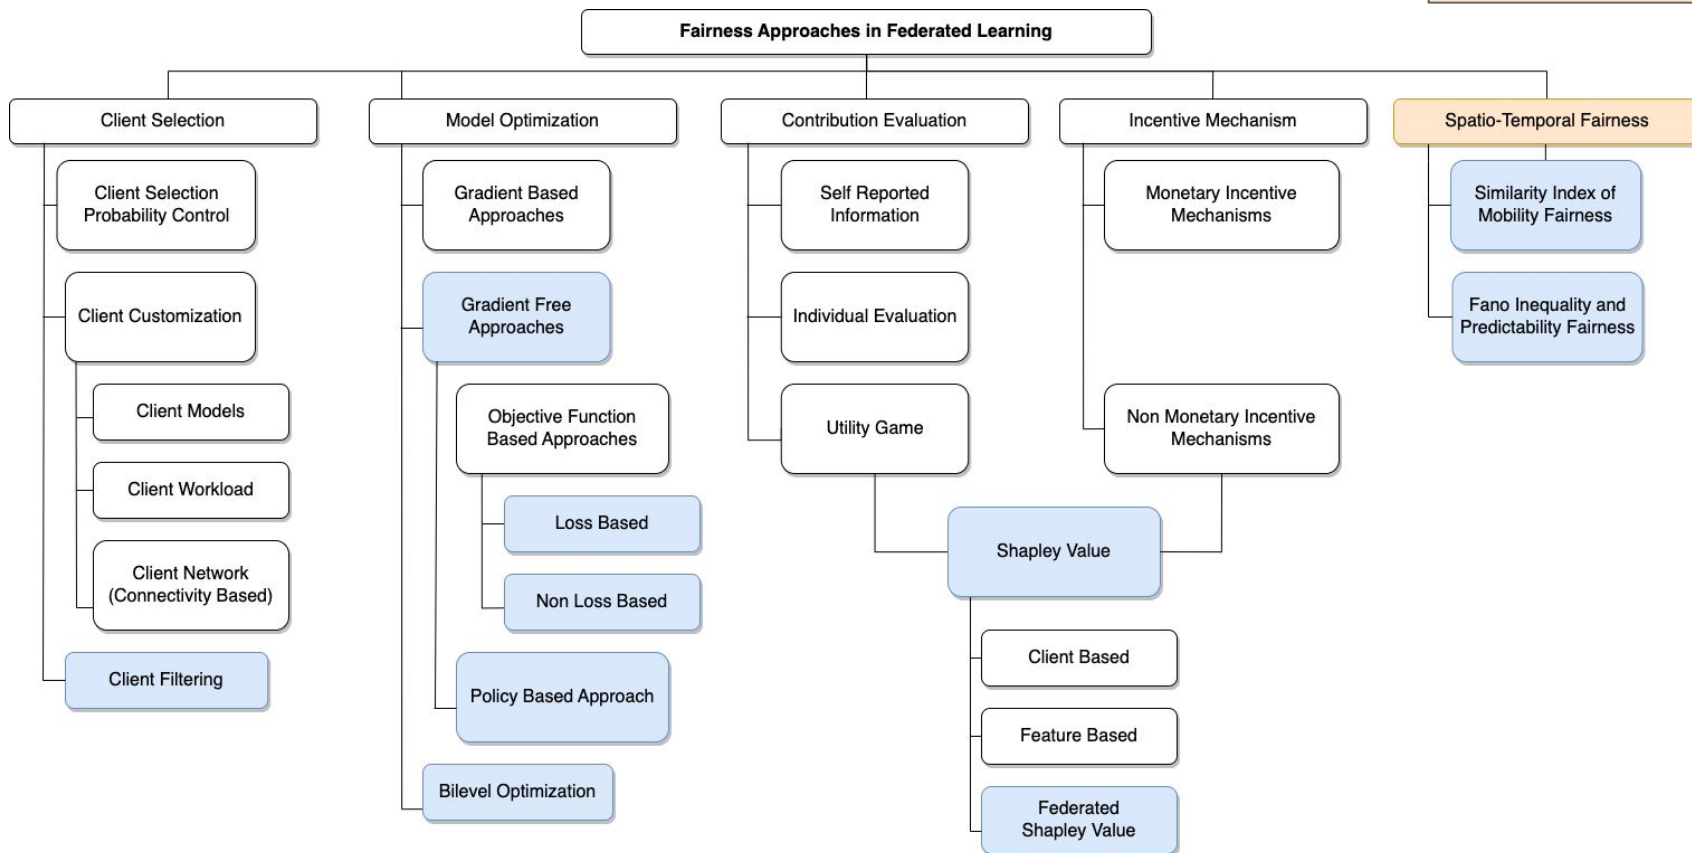 Fairness Approaches in Federated Learning
Client Selection
Client Selection
Probability Control
Client Customization
Client Models
Client Workload
Client Network
(Connectivity Based)
Client Filtering
Model Optimization
Gradient Based
Approaches
Gradient Free
Approaches
Objective Function
Based Approaches
Loss Based
Non Loss Based
Policy Based Approach
Bilevel Optimization
Contribution Evaluation
Self Reported
Information
Individual Evaluation
Utility Game
Incentive Mechanism
Monetary Incentive
Mechanisms
Non Monetary Incentive
Mechanisms
Shapley Value
Client Based
Feature Based
Federated
Shapley Value
Spatio-Temporal Fairness
Similarity Index of
Mobility Fairness
Fano Inequality and
Predictability Fairness